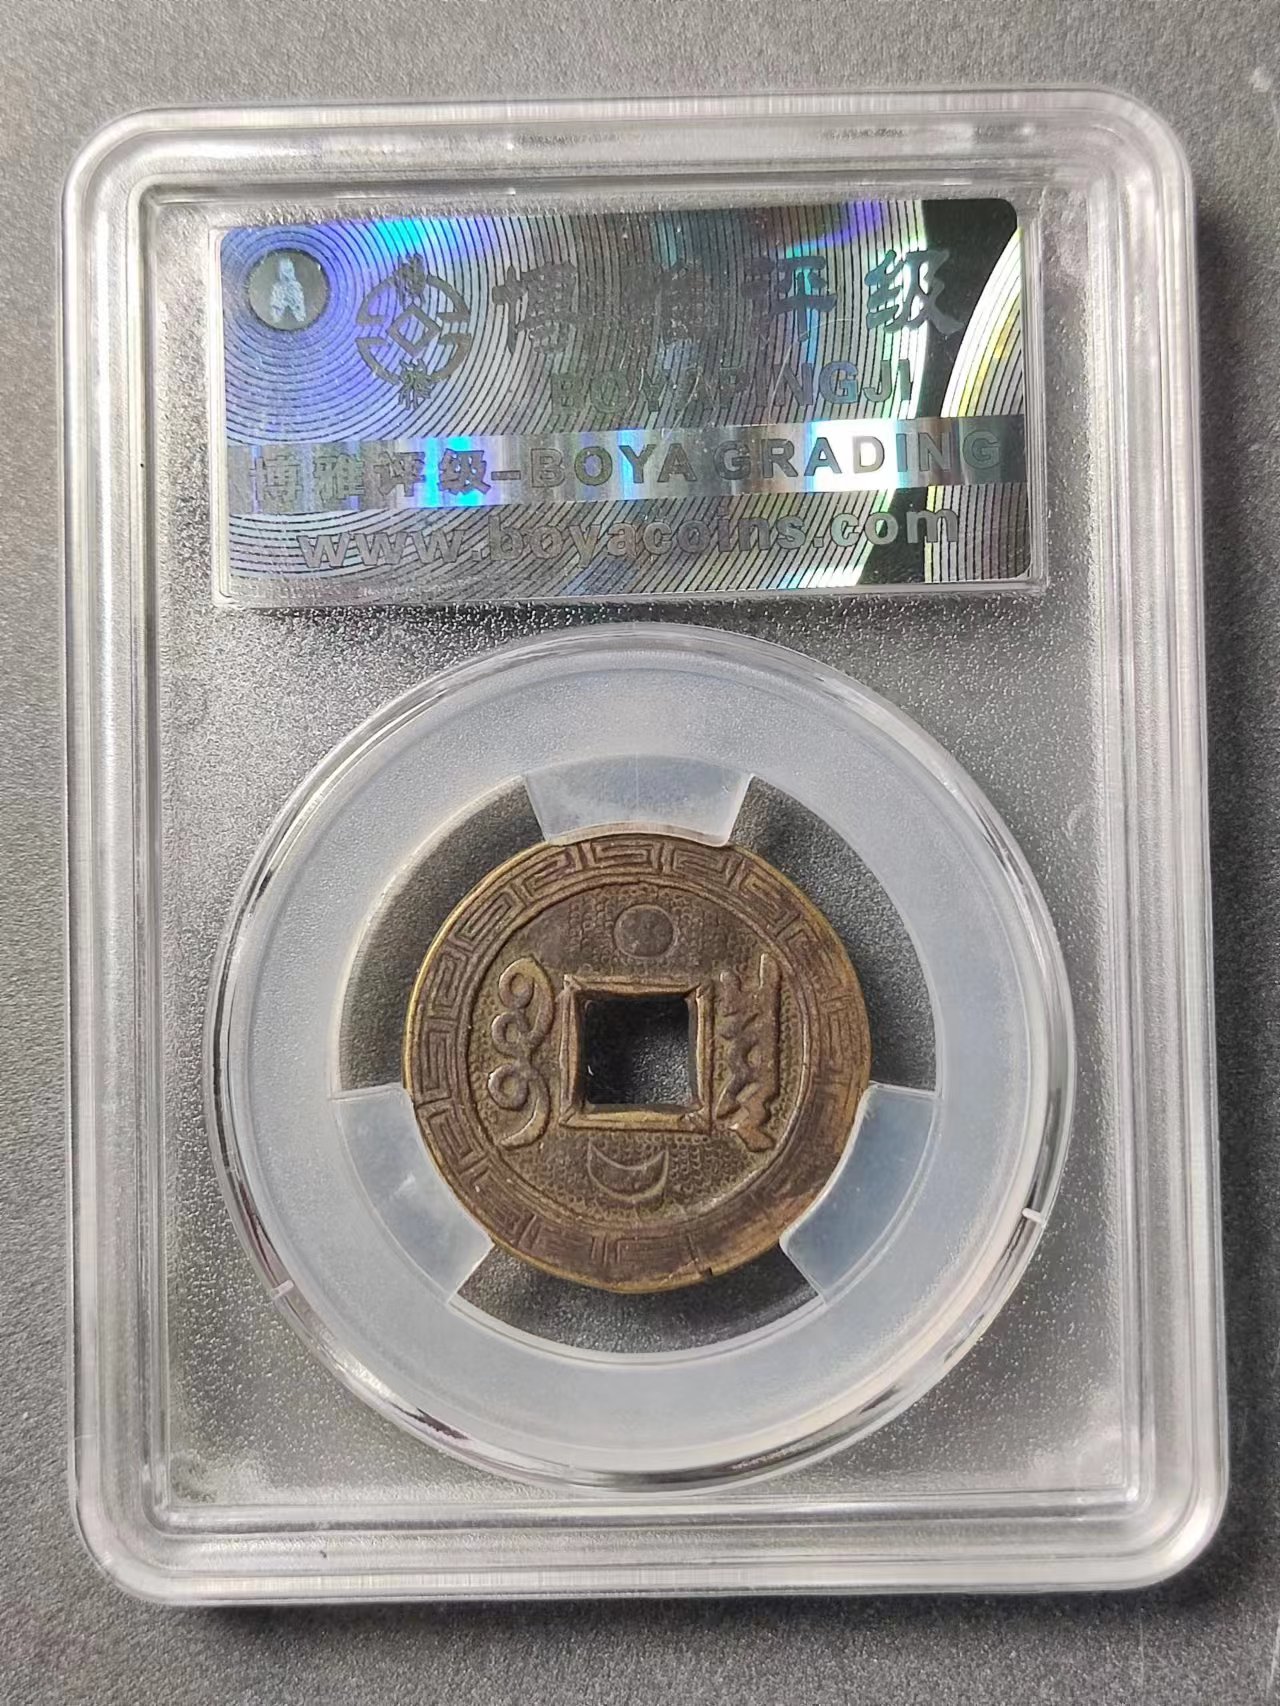 博雅评级
BOYAPINGJI
博雅评级-BOYA GRADING
www.boyacoins.com